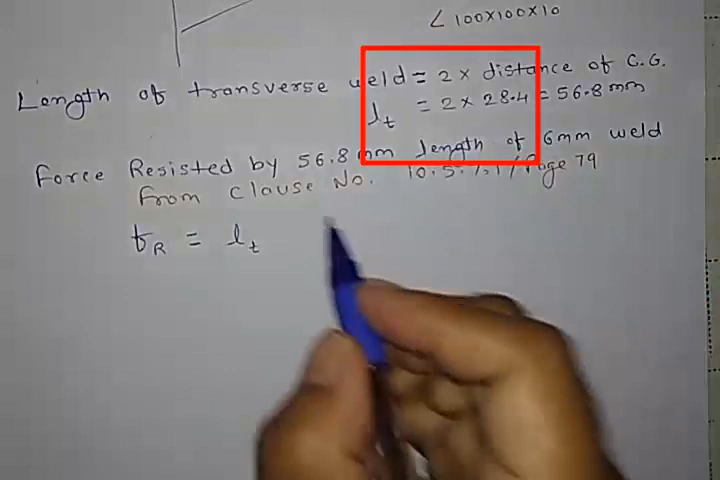 ∠ 100x100x10
Length of transverse weld = 2 x distance of C.G.
lt = 2 x 28.4 = 56.8 mm
Force Resisted by 56.8 mm length of 6mm weld
from Clause No. 10.5.7.1 / Page 79
fR = lt